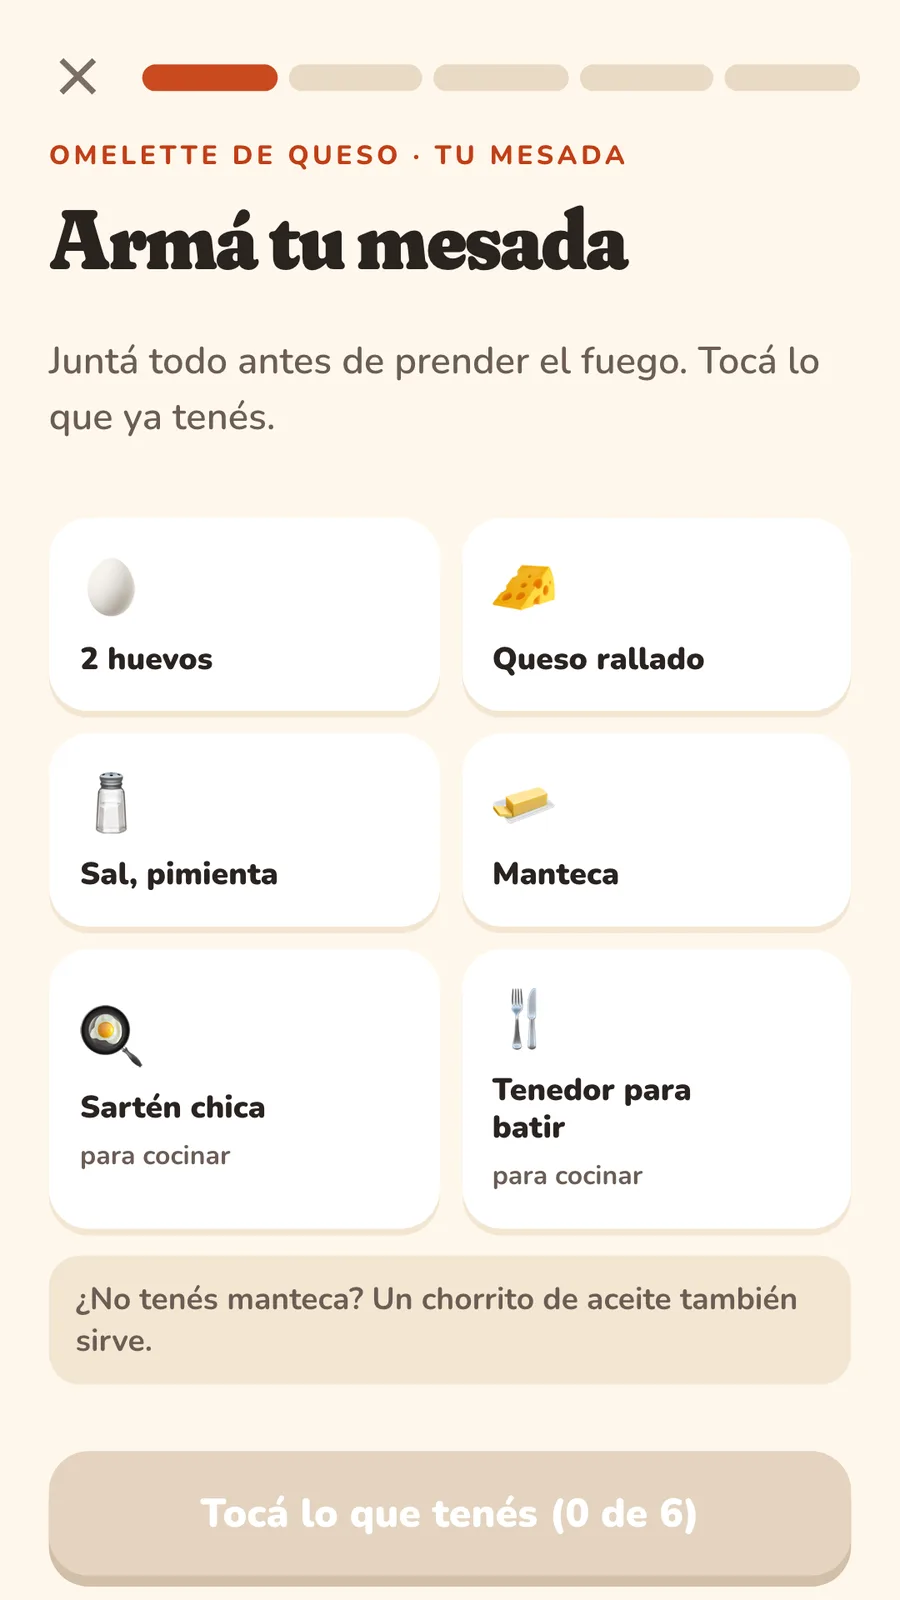 OMELETTE DE QUESO · TU MESADA
Armá tu mesada
Juntá todo antes de prender el fuego. Tocá lo
que ya tenés.
2 huevos
Queso rallado
Sal, pimienta
Manteca
Sartén chica
para cocinar
Tenedor para
batir
para cocinar
¿No tenés manteca? Un chorrito de aceite también
sirve.
Tocá lo que tenés (0 de 6)